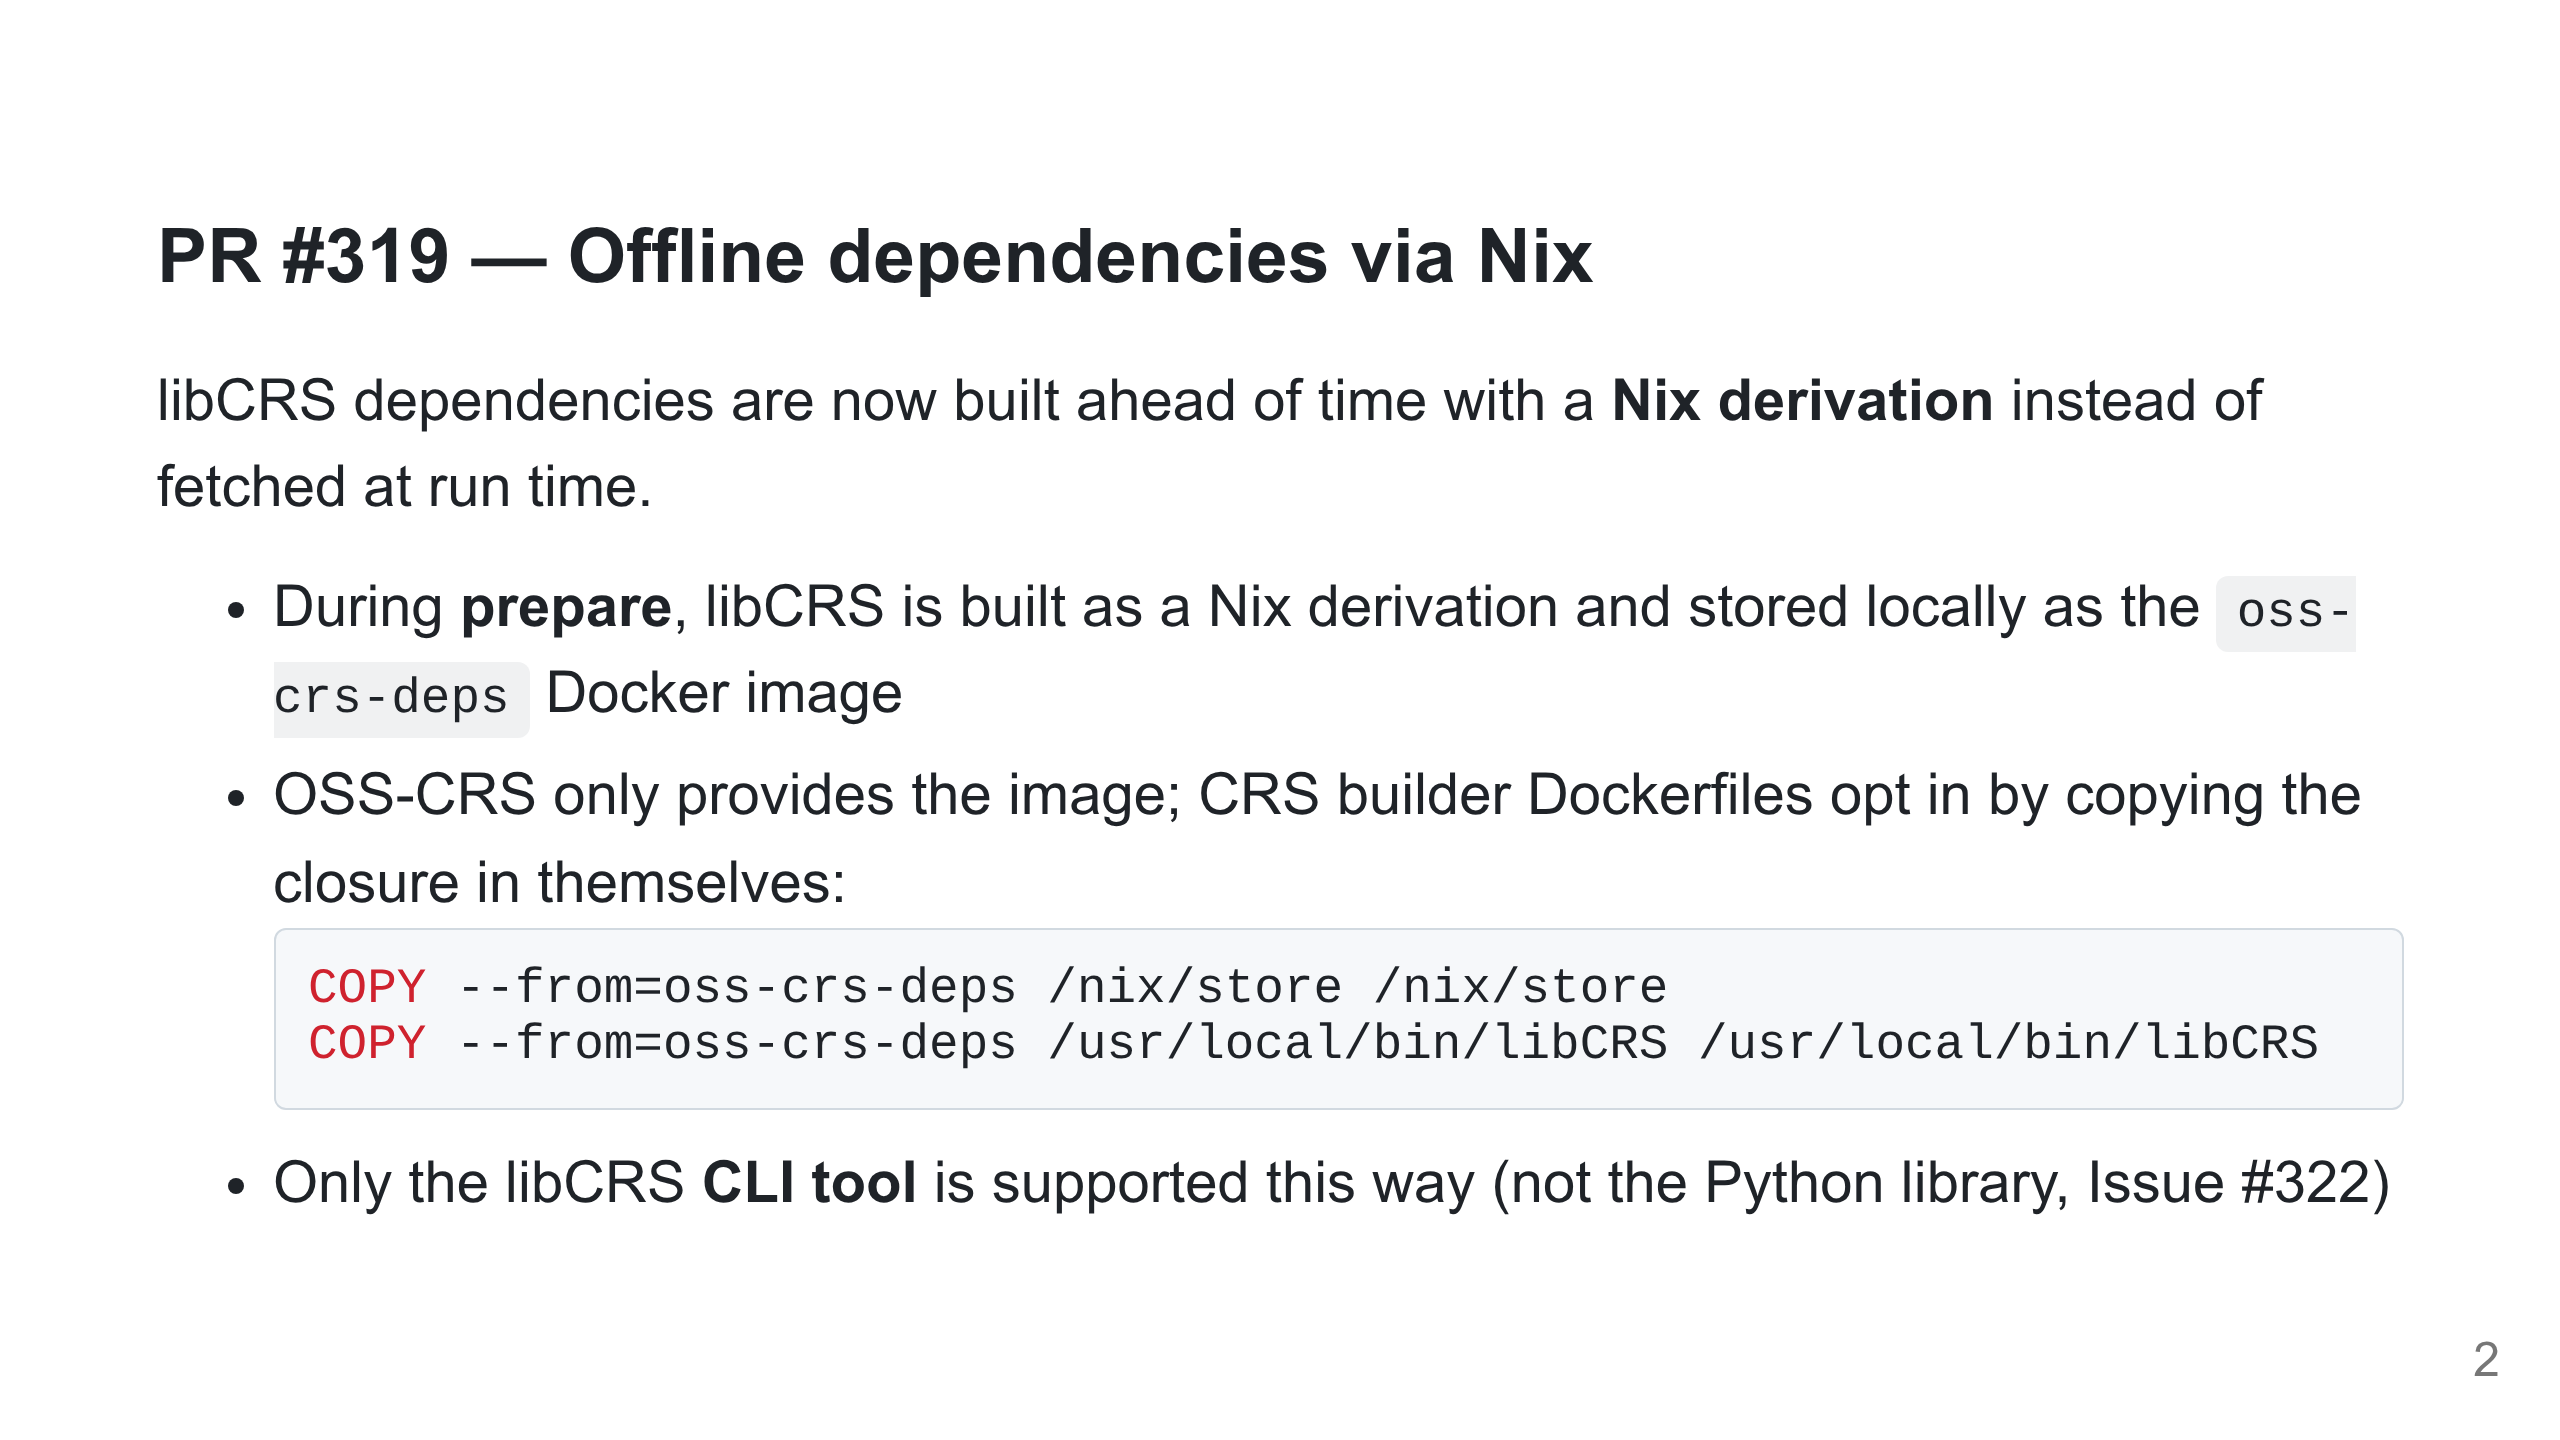 PR #319 — Offline dependencies via Nix
libCRS dependencies are now built ahead of time with a Nix derivation instead of
fetched at run time.
• During prepare, libCRS is built as a Nix derivation and stored locally as the oss-
crs-deps Docker image
• OSS-CRS only provides the image; CRS builder Dockerfiles opt in by copying the
closure in themselves:
COPY --from=oss-crs-deps /nix/store /nix/store
COPY --from=oss-crs-deps /usr/local/bin/libCRS /usr/local/bin/libCRS
• Only the libCRS CLI tool is supported this way (not the Python library, Issue #322)
2